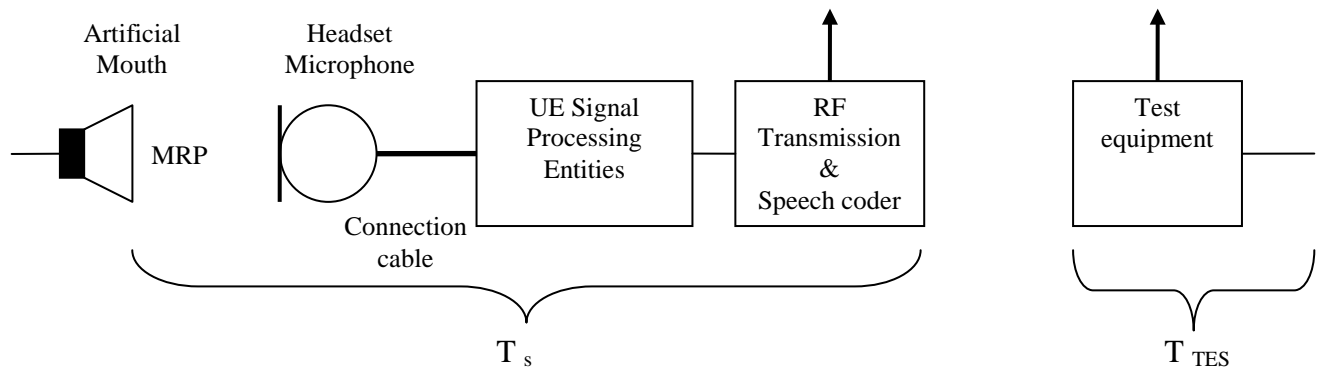 Artificial
Mouth
Headset
Microphone
MRP
Connection
cable
UE Signal
Processing
Entities
RF
Transmission
&
Speech coder
Test
equipment
T s
T TES